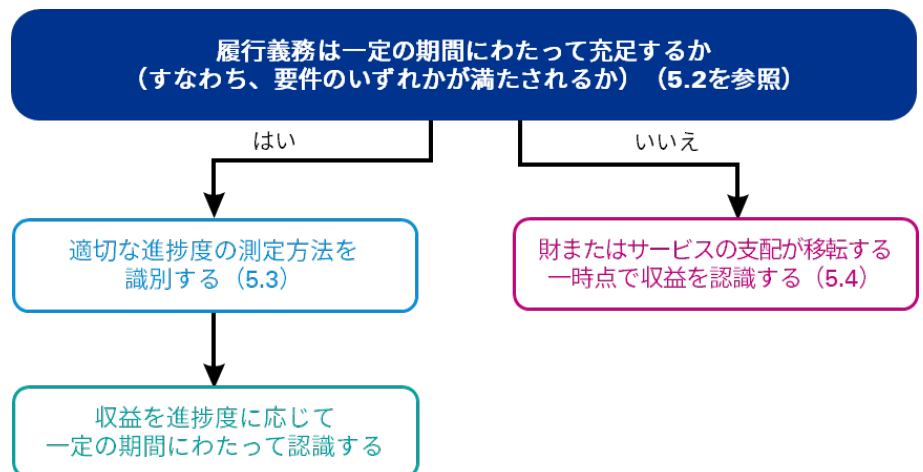 履行義務は一定の期間にわたって充足するか
（すなわち、要件のいずれかが満たされるか）（5.2を参照）
はい
いいえ
適切な進捗度の測定方法を
識別する（5.3）
財またはサービスの支配が移転する
一時点で収益を認識する（5.4）
収益を進捗度に応じて
一定の期間にわたって認識する